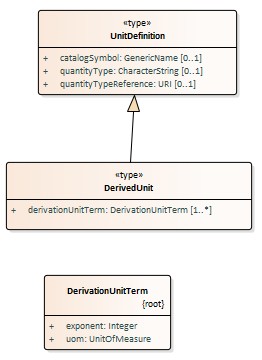 «type»
UnitDefinition
+ catalogSymbol: GenericName [0..1]
+ quantityType: CharacterString [0..1]
+ quantityTypeReference: URI [0..1]
«type»
DerivedUnit
+ derivationUnitTerm: DerivationUnitTerm [1..*]
DerivationUnitTerm
{root}
+ exponent: Integer
+ uom: UnitOfMeasure